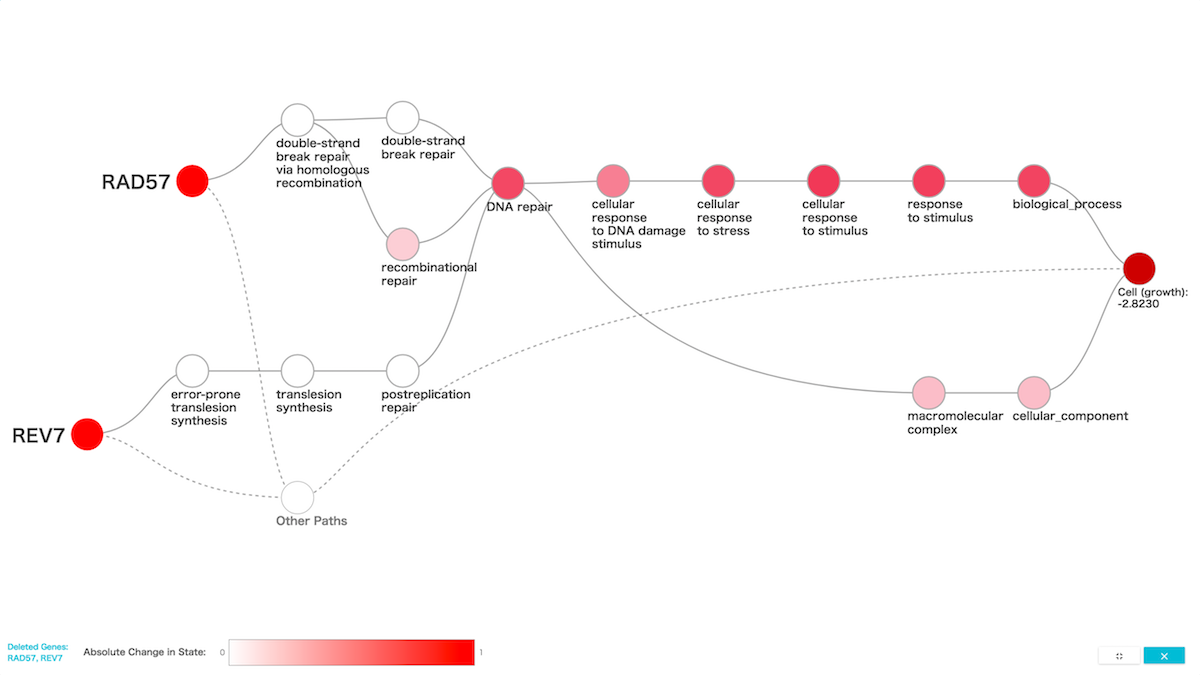 RAD57
double-strand
break repair
via homologous
recombination
double-strand
break repair
recombinational
repair
DNA repair
cellular
response
to DNA damage
stimulus
cellular
response
to stress
cellular
response
to stimulus
response
to stimulus
biological_process
Cell (growth):
-2.8230
REV7
error-prone
translesion
synthesis
translesion
synthesis
postreplication
repair
macromolecular
complex
cellular_component
Other Paths
Deleted Genes:
RAD57, REV7
Absolute Change in State: 0 1